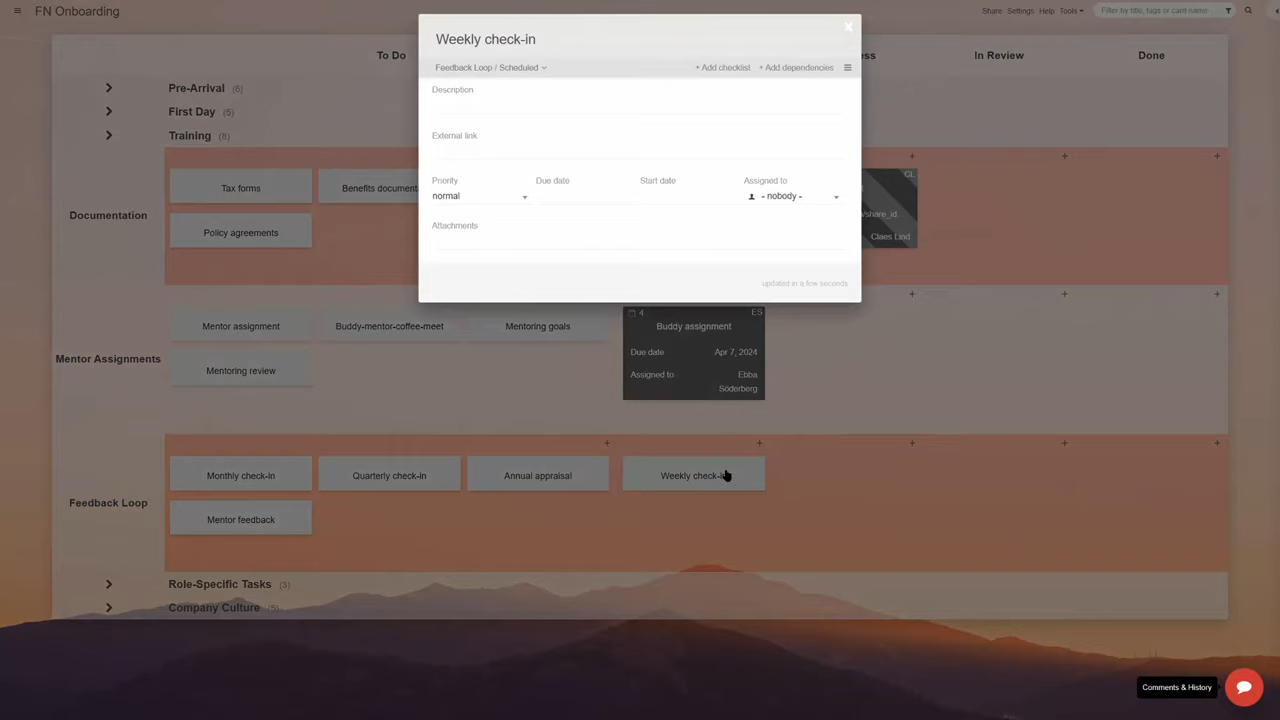 FN Onboarding
Share Settings Help Tools
Filter by title, tags or card name
Weekly check-in
Feedback Loop / Scheduled
+ Add checklist + Add dependencies
Description
External link
Priority
Due date
Start date
Assigned to
normal
- nobody -
Attachments
updated in a few seconds
To Do
In Review
Done
Pre-Arrival (6)
First Day (5)
Training (8)
Documentation
Tax forms
Policy agreements
CL
/share_id.
Claes Lind
Mentor Assignments
Mentor assignment
Buddy-mentor-coffee-meet
Mentoring goals
Mentoring review
4 ES
Buddy assignment
Due date Apr 7, 2024
Assigned to Ebba
Söderberg
Feedback Loop
Monthly check-in
Quarterly check-in
Annual appraisal
Weekly check-in
Mentor feedback
Role-Specific Tasks (3)
Company Culture (5)
Comments & History